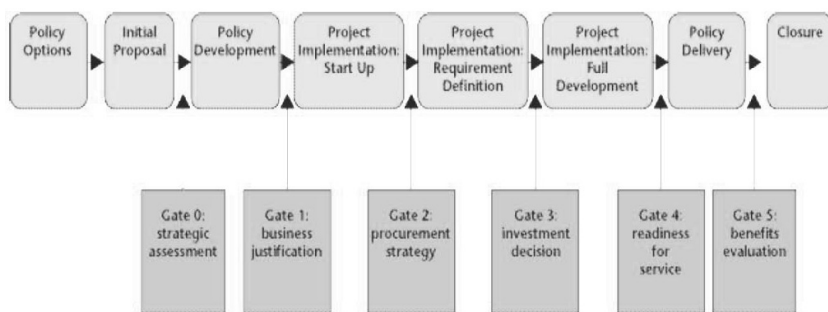 Policy
Options
Initial
Proposal
Policy
Development
Project
Implementation:
Start Up
Project
Implementation:
Requirement
Definition
Project
Implementation:
Full
Development
Policy
Delivery
Closure
Gate 0:
strategic
assessment
Gate 1:
business
justification
Gate 2:
procurement
strategy
Gate 3:
investment
decision
Gate 4:
readiness
for
service
Gate 5:
benefits
evaluation